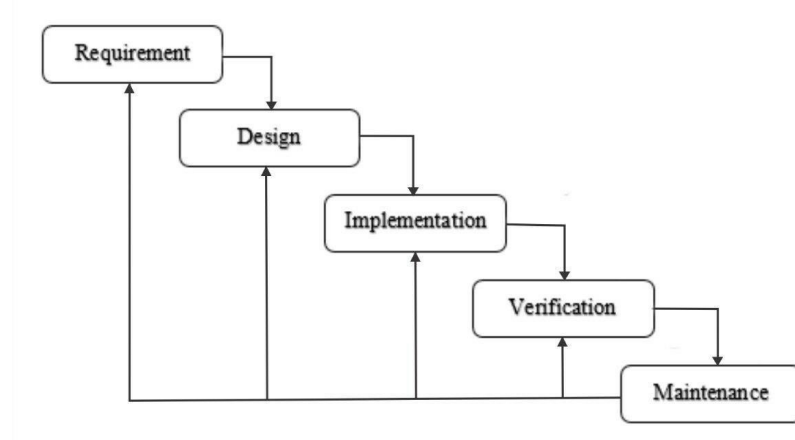 Requirement
Design
Implementation
Verification
Maintenance